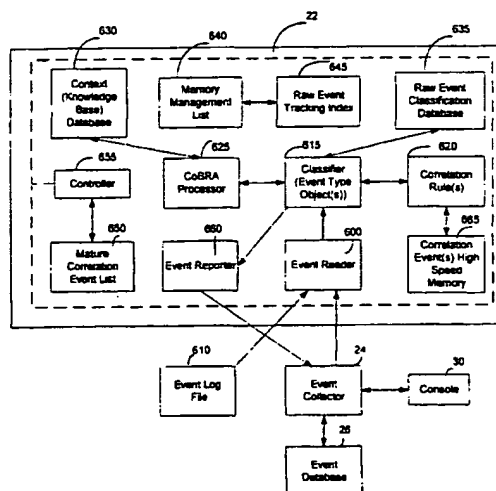 630
640
22
645
635
Context
(Knowledge
Base)
Database
Memory
Management
List
Raw Event
Tracking Index
Raw Event
Classification
Database
655
625
615
620
Controller
CoBRA
Processor
Classifier
(Event Type
Object(s))
Correlation
Rule(s)
650
660
600
665
Mature
Correlation
Event List
Event Reporter
Event Reader
Correlation
Event(s) High
Speed
Memory
610
24
30
Event Log
File
Event
Collector
Console
26
Event
Database